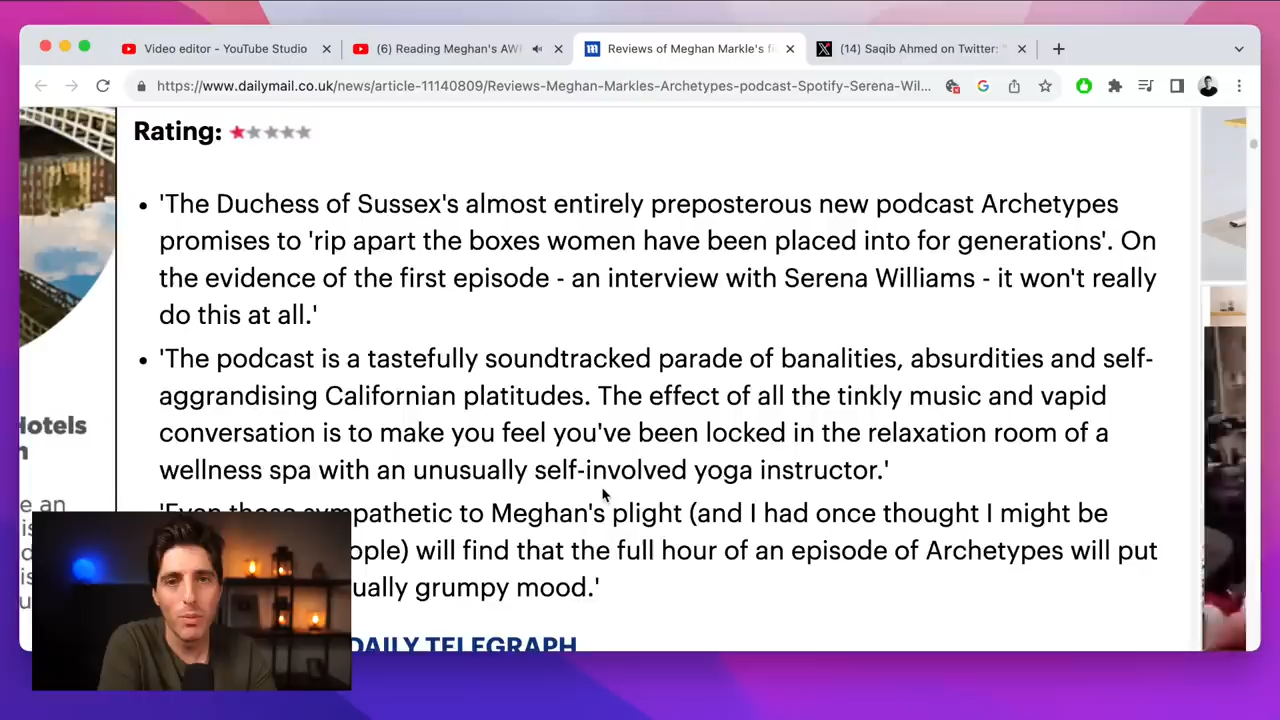 Video editor - YouTube Studio
(6) Reading Meghan's AW
Reviews of Meghan Markle's fi
(14) Saqib Ahmed on Twitter: "
https://www.dailymail.co.uk/news/article-11140809/Reviews-Meghan-Markles-Archetypes-podcast-Spotify-Serena-Wil...
Rating:
'The Duchess of Sussex's almost entirely preposterous new podcast Archetypes
promises to 'rip apart the boxes women have been placed into for generations'. On
the evidence of the first episode - an interview with Serena Williams - it won't really
do this at all.'
'The podcast is a tastefully soundtracked parade of banalities, absurdities and self-
aggrandising Californian platitudes. The effect of all the tinkly music and vapid
conversation is to make you feel you've been locked in the relaxation room of a
wellness spa with an unusually self-involved yoga instructor.'
'Even those sympathetic to Meghan's plight (and I had once thought I might be
ople) will find that the full hour of an episode of Archetypes will put
ually grumpy mood.'
DAILY TELEGRAPH
Hotels
n
e an